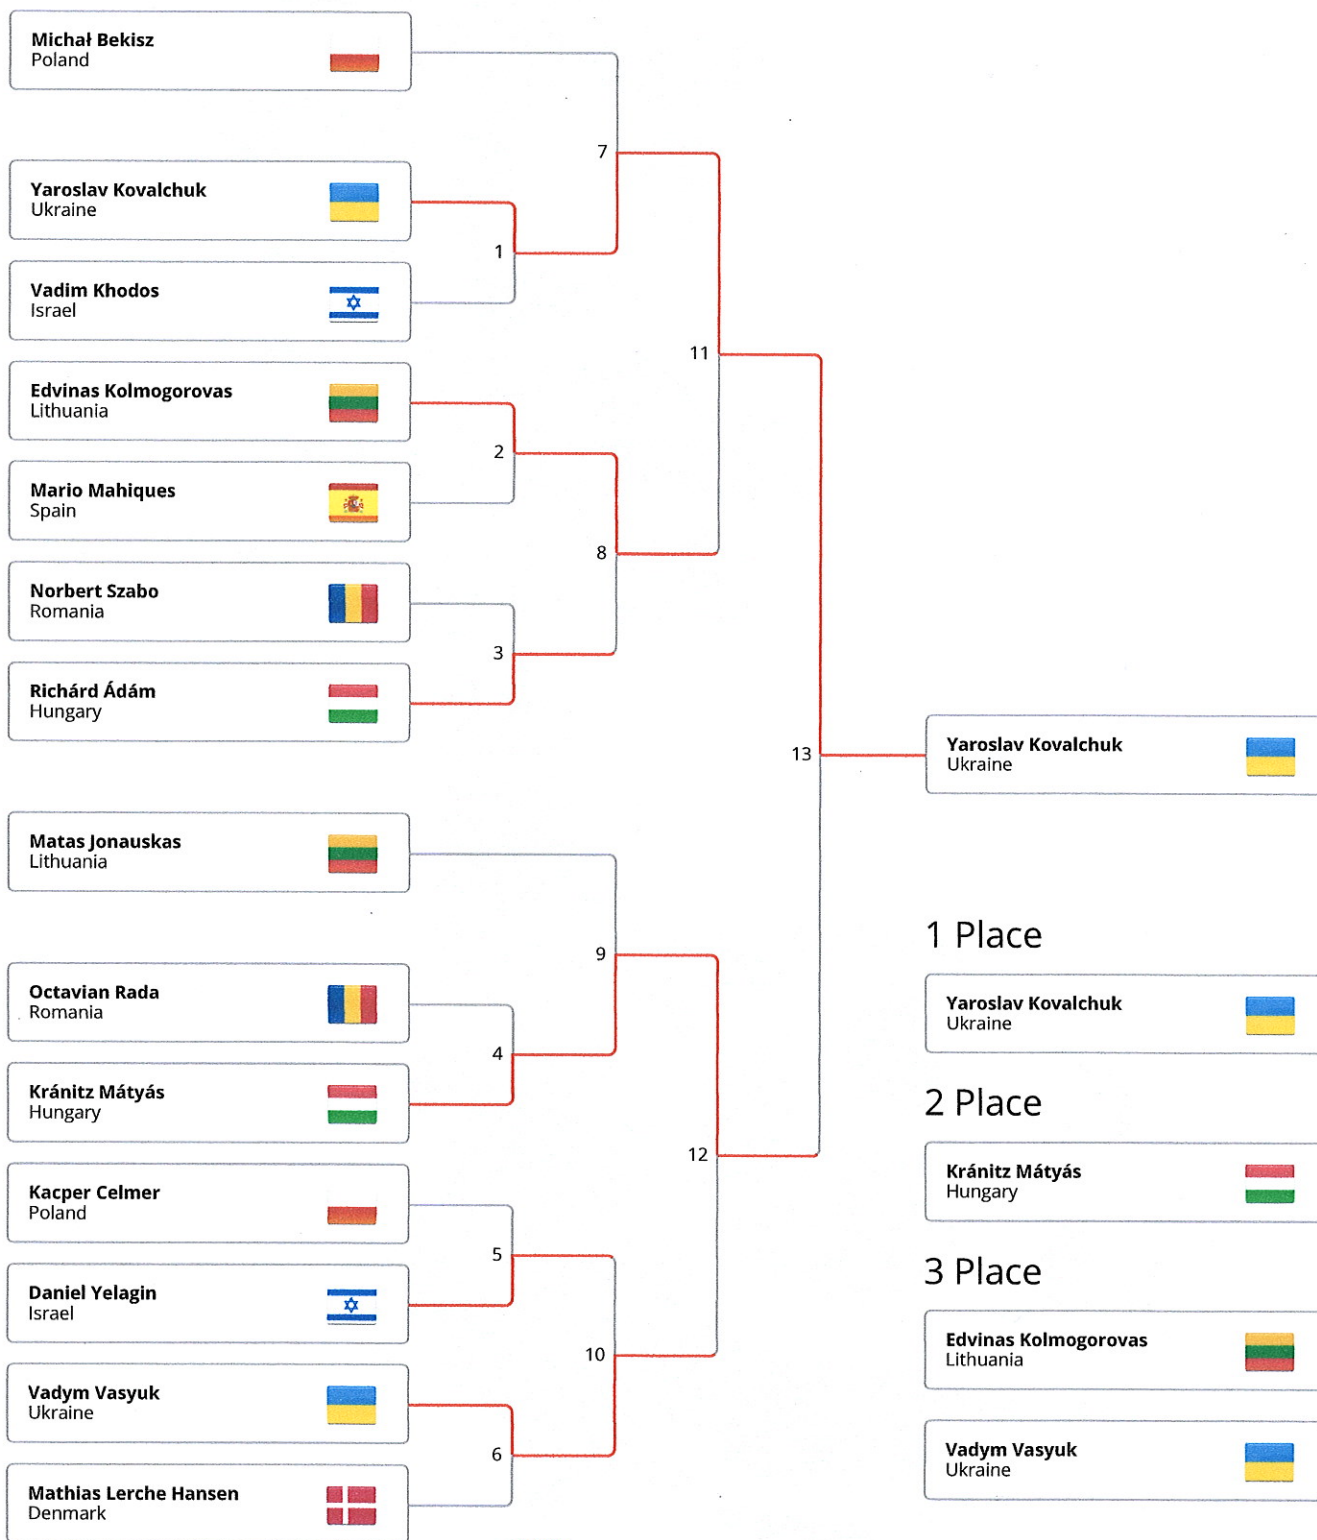 Michał Bekisz
Poland
7
Yaroslav Kovalchuk
Ukraine
1
Vadim Khodos
Israel
11
Edvinas Kolmogorovas
Lithuania
2
Mario Mahiques
Spain
8
Norbert Szabo
Romania
3
Richárd Ádám
Hungary
13
Yaroslav Kovalchuk
Ukraine
Matas Jonauskas
Lithuania
9
Octavian Rada
Romania
4
Kránitz Mátyás
Hungary
12
Kacper Celmer
Poland
5
Daniel Yelagin
Israel
10
Vadym Vasyuk
Ukraine
6
Mathias Lerche Hansen
Denmark
1 Place
Yaroslav Kovalchuk
Ukraine
2 Place
Kránitz Mátyás
Hungary
3 Place
Edvinas Kolmogorovas
Lithuania
Vadym Vasyuk
Ukraine